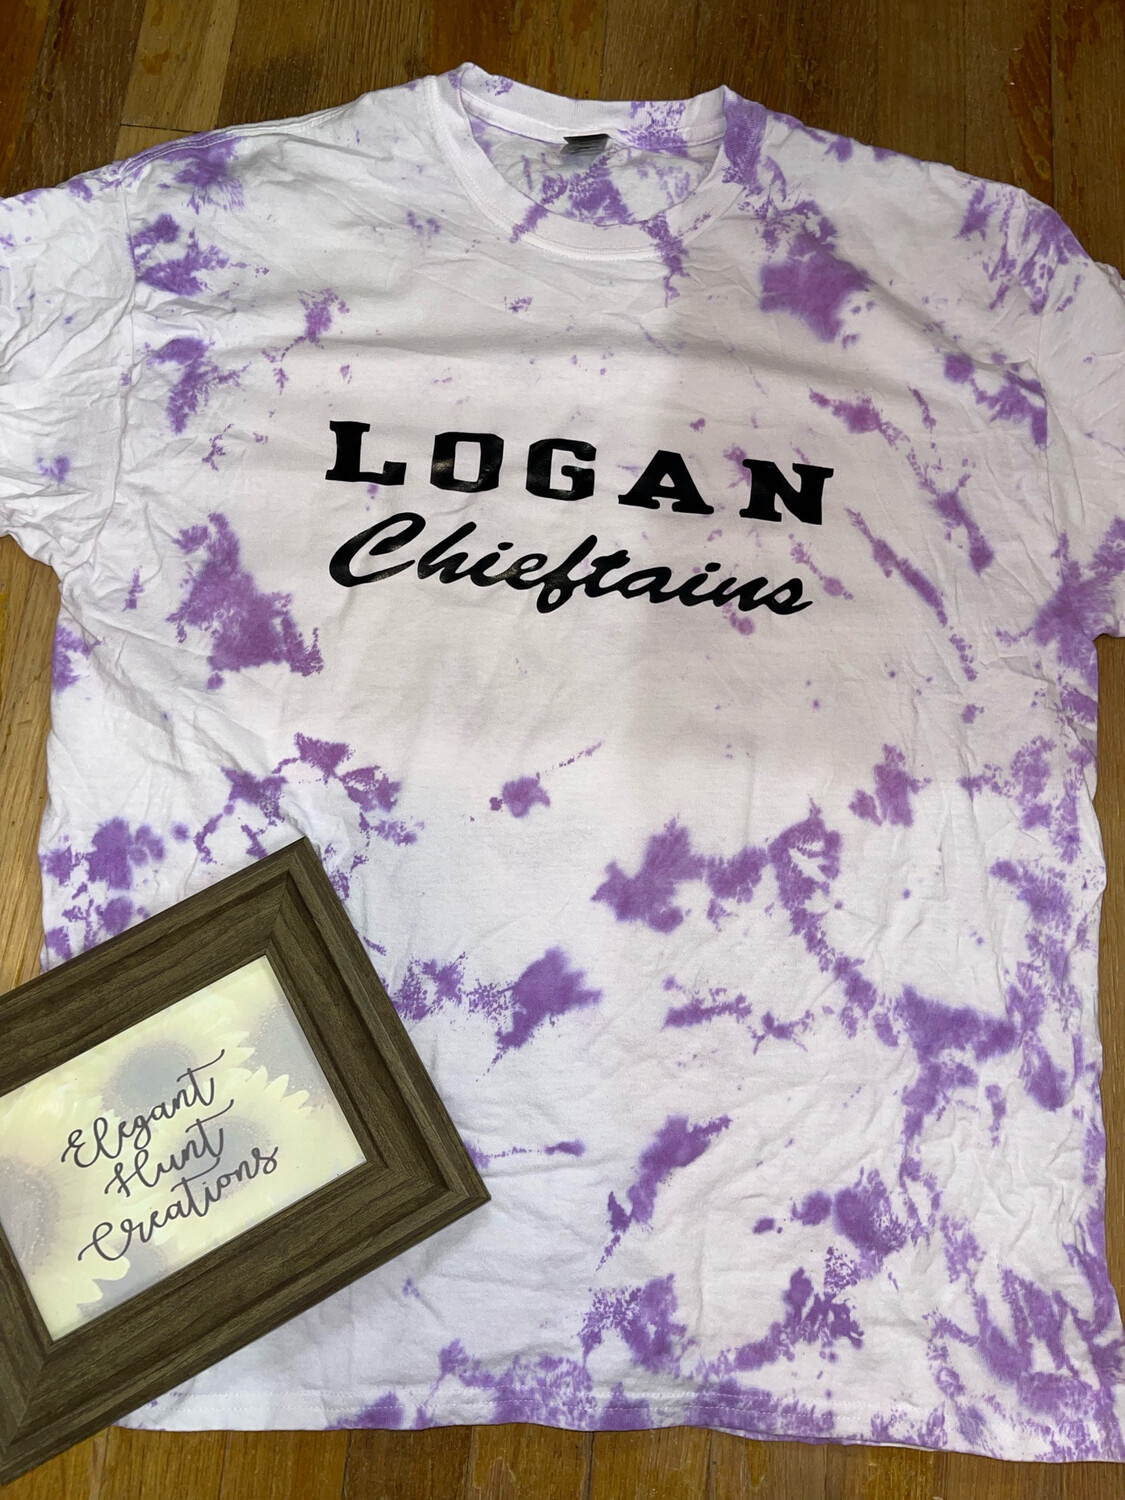 LOGAN
Chieftains
Elegant
Hunt
Creations